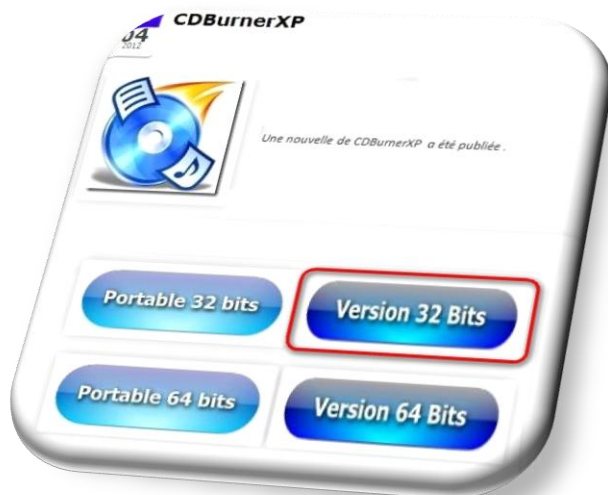 CDBurnerXP
04
2012
Une nouvelle de CDBurnerXP a été publiée .
Portable 32 bits
Version 32 Bits
Portable 64 bits
Version 64 Bits